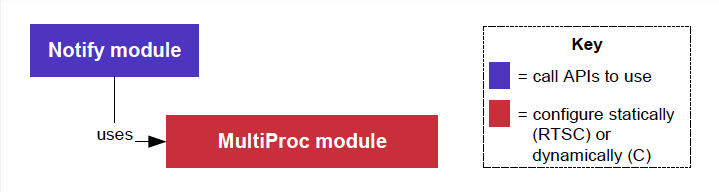 Notify module
uses
MultiProc module
Key
= call APIs to use
= configure statically
(RTSC) or
dynamically (C)